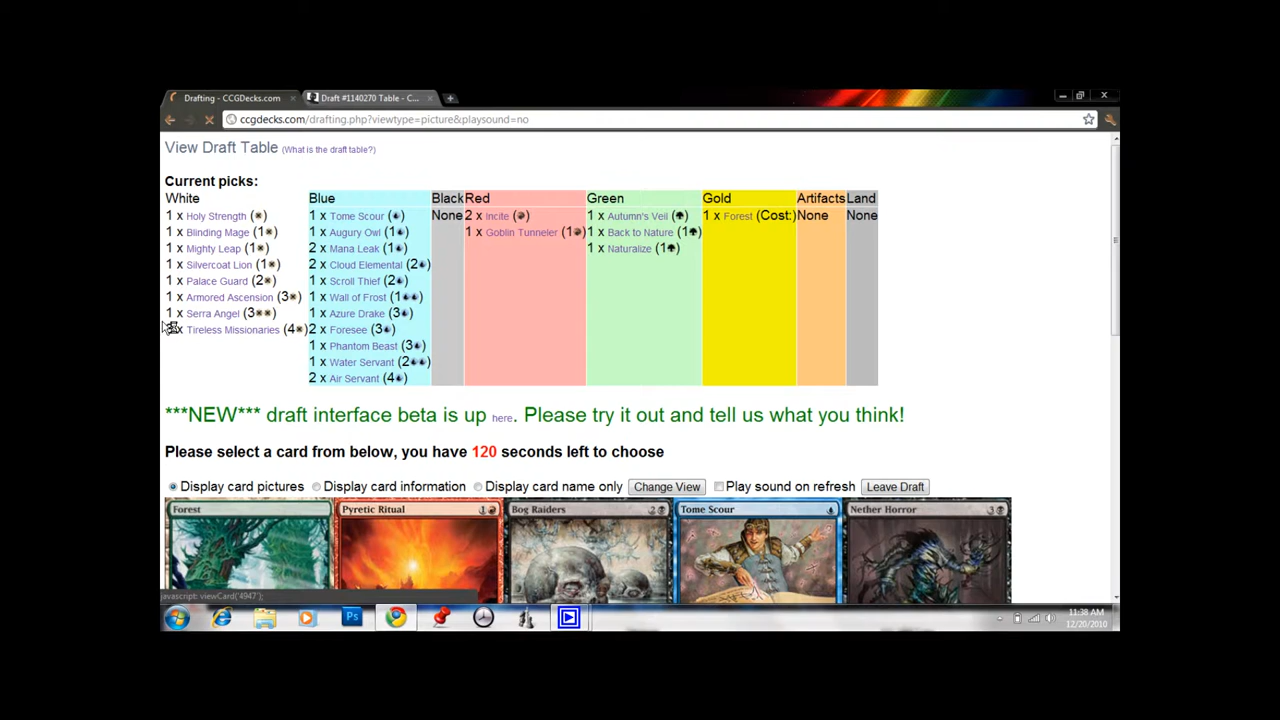 Drafting - CCGDecks.com
Draft #1140270 Table - C...
ccgdecks.com/drafting.php?viewtype=picture&playsound=no
View Draft Table (What is the draft table?)
Current picks:
White Blue Black Red Green Gold Artifacts Land
1 x Holy Strength
1 x Blinding Mage (1
1 x Mighty Leap (1
1 x Silvercoat Lion (1
1 x Palace Guard (2
1 x Armored Ascension (3
1 x Serra Angel (3
x Tireless Missionaries (4
1 x Tome Scour
1 x Augury Owl (1
2 x Mana Leak (1
2 x Cloud Elemental (2
1 x Scroll Thief (2
1 x Wall of Frost (1
1 x Azure Drake (3
2 x Foresee (3
1 x Phantom Beast (3
1 x Water Servant (2
2 x Air Servant (4
None
2 x Incite
1 x Goblin Tunneler (1
1 x Autumn's Veil
1 x Back to Nature (1
1 x Naturalize (1
1 x Forest (Cost:)
None
None
***NEW*** draft interface beta is up here. Please try it out and tell us what you think!
Please select a card from below, you have 120 seconds left to choose
Display card pictures Display card information Display card name only Change View Play sound on refresh Leave Draft
Forest
Pyretic Ritual 1
Bog Raiders 2
Tome Scour
Nether Horror 3
javascript: viewCard('4947');
Ps
11:38 AM
12/20/2010